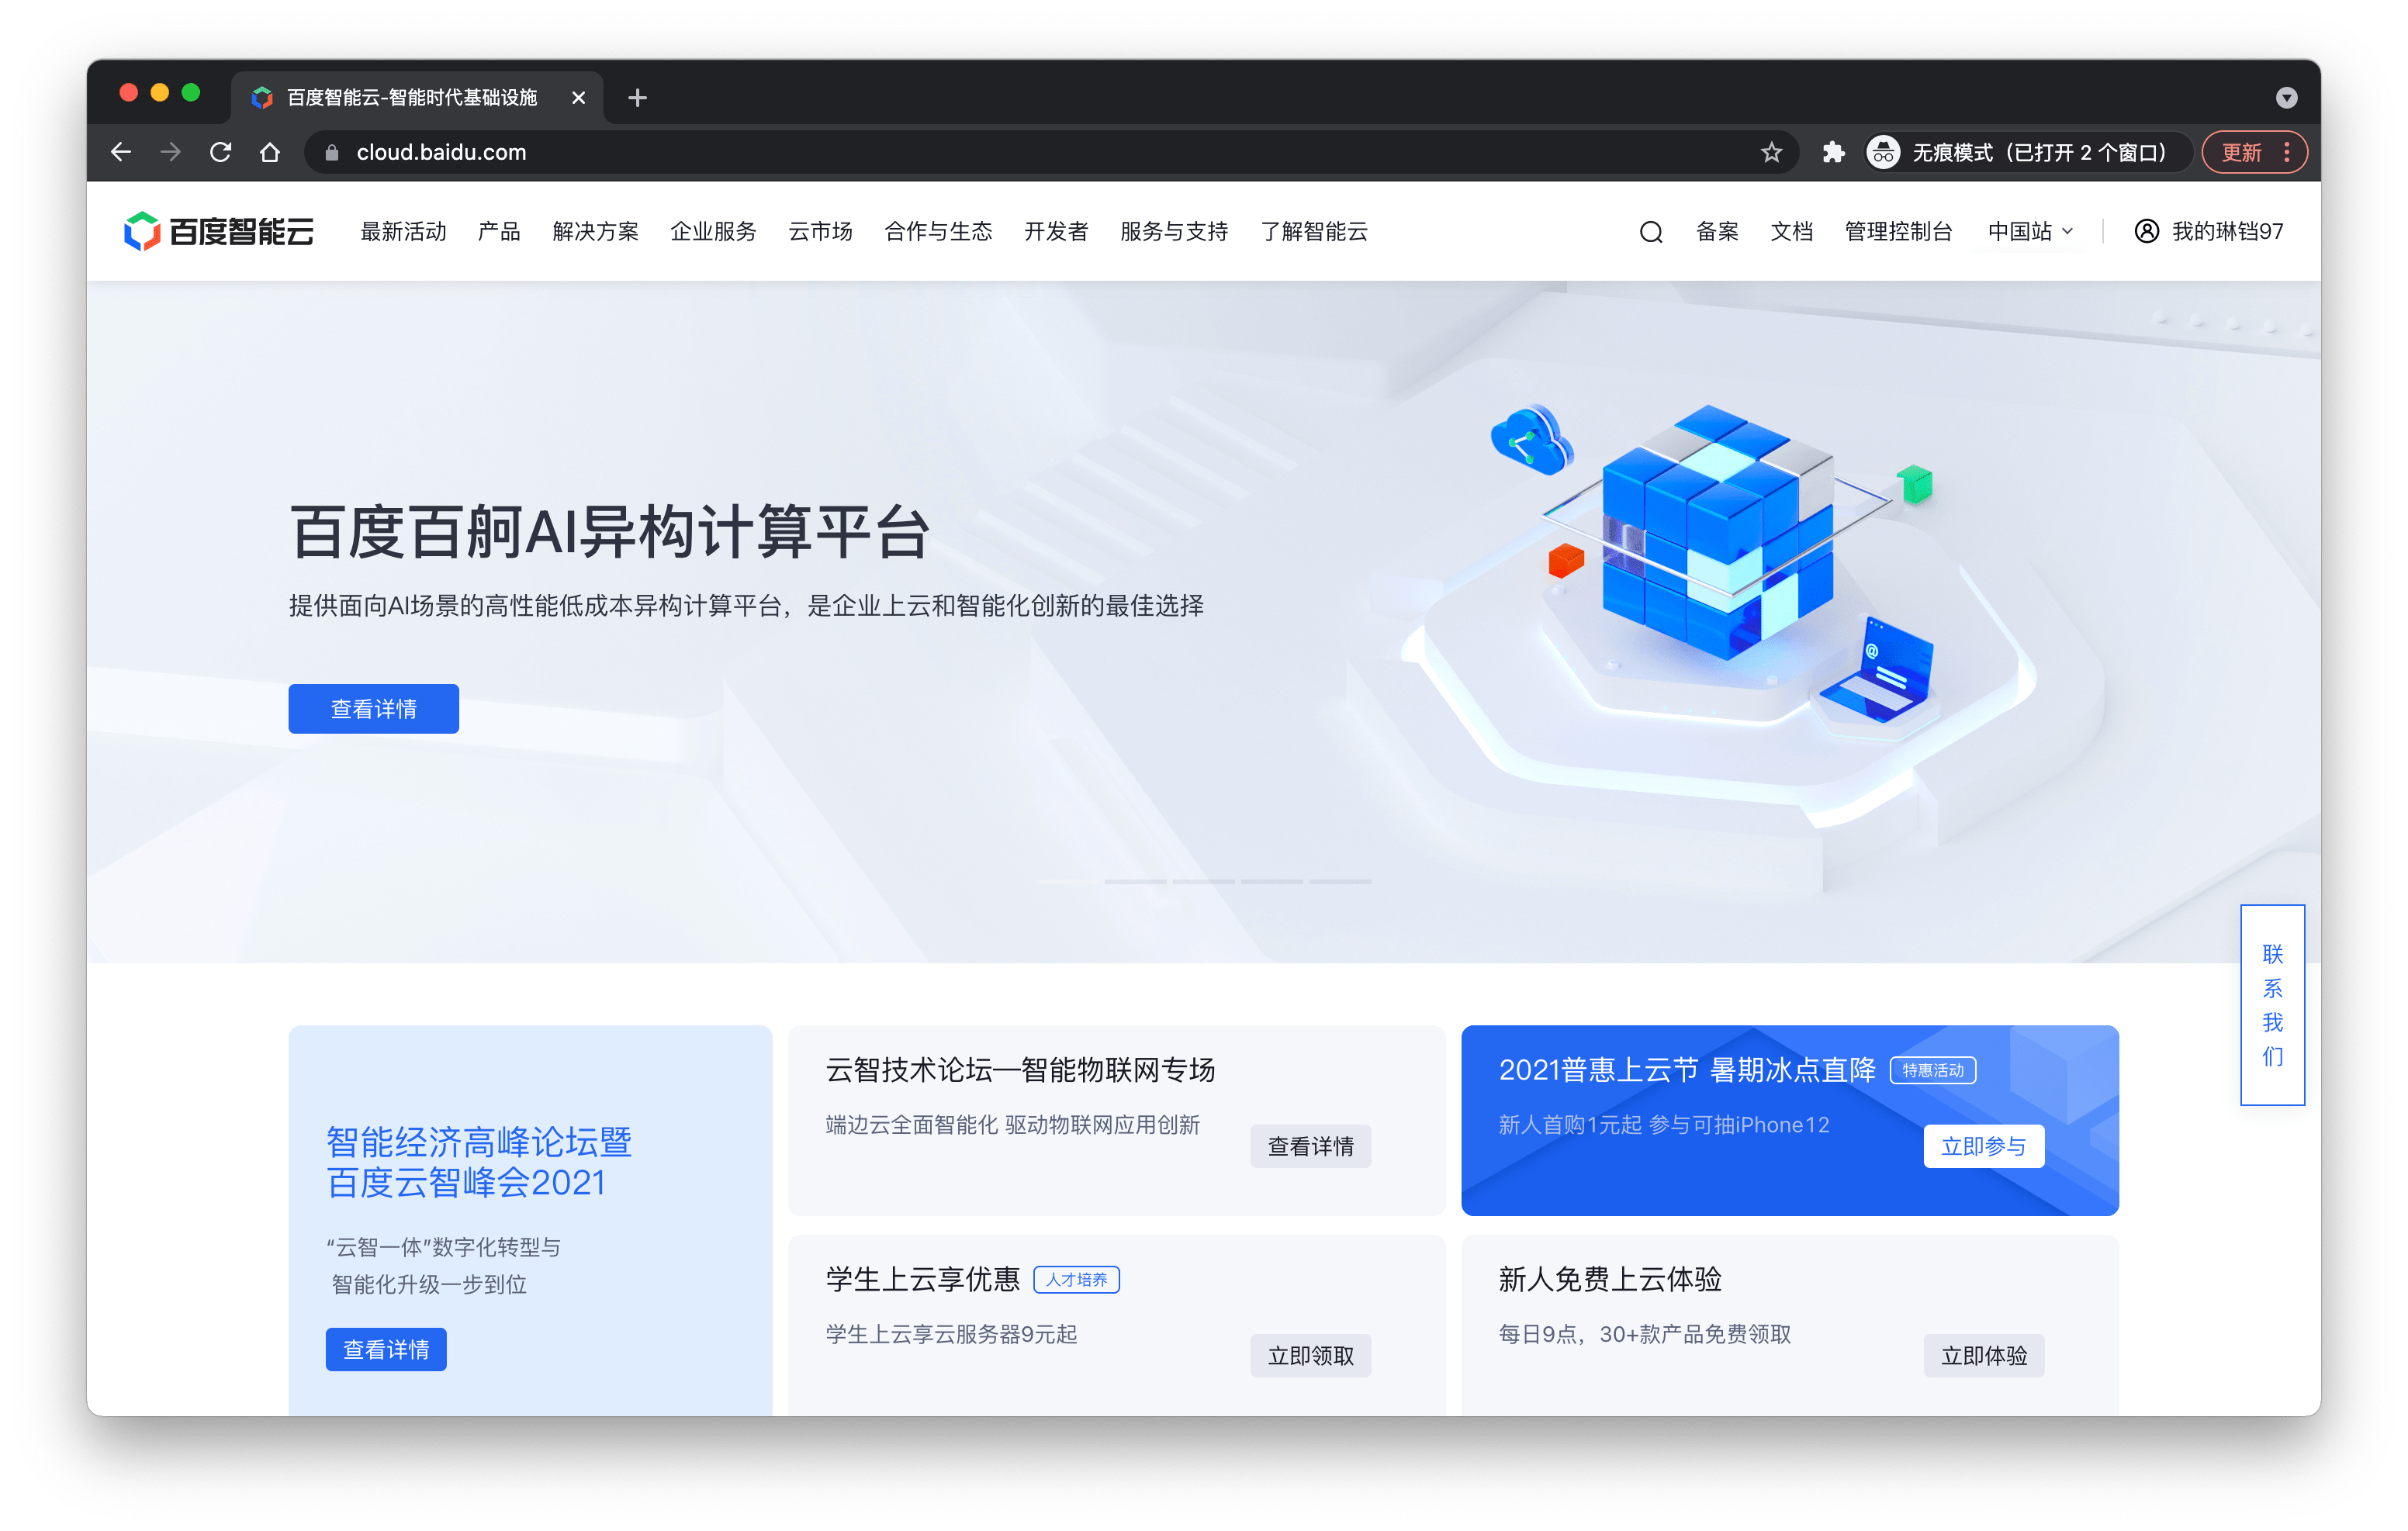 百度智能云-智能时代基础设施
cloud.baidu.com
无痕模式（已打开 2 个窗口）
更新
百度智能云
最新活动 产品 解决方案 企业服务 云市场 合作与生态 开发者 服务与支持 了解智能云
备案 文档 管理控制台 中国站
我的琳铛97
百度百舸AI异构计算平台
提供面向AI场景的高性能低成本异构计算平台，是企业上云和智能化创新的最佳选择
查看详情
@
联
系
我
们
智能经济高峰论坛暨
百度云智峰会2021
“云智一体”数字化转型与
智能化升级一步到位
查看详情
云智技术论坛—智能物联网专场
端边云全面智能化 驱动物联网应用创新
查看详情
2021普惠上云节 暑期冰点直降 特惠活动
新人首购1元起 参与可抽iPhone12
立即参与
学生上云享优惠 人才培养
学生上云享云服务器9元起
立即领取
新人免费上云体验
每日9点，30+款产品免费领取
立即体验